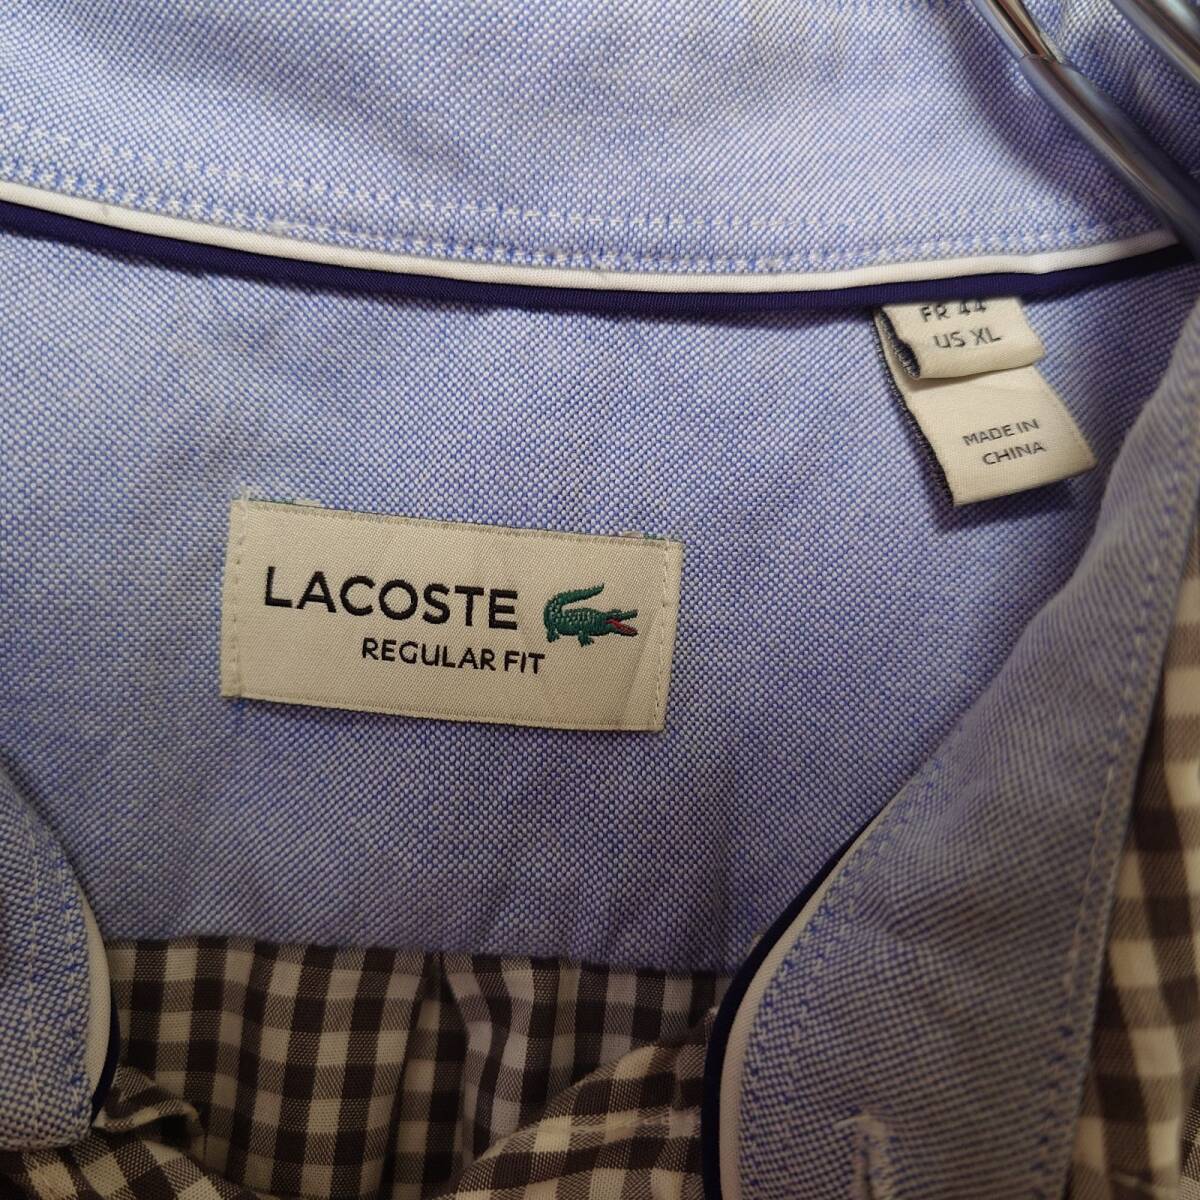 FR 44
US XL
MADE IN
CHINA
LACOSTE
REGULAR FIT